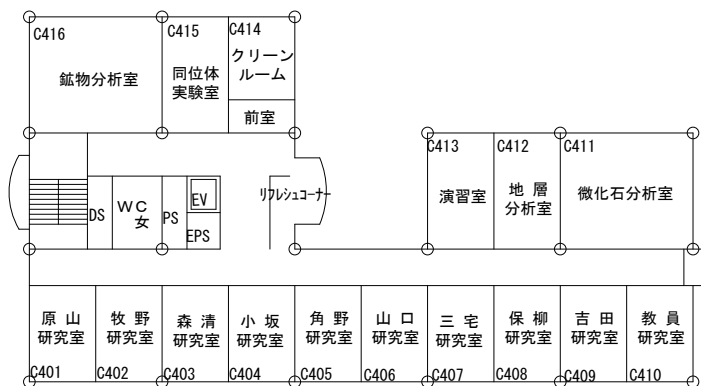 C416
鉱物分析室
C415
同位体
実験室
C414
クリーン
ルーム
前室
C413
演習室
C412
地 層
分析室
C411
微化石分析室
DS
WC
女
PS
EV
EPS
リフレシュコーナー
原 山
研究室
C401
牧 野
研究室
C402
森 清
研究室
C403
小 坂
研究室
C404
角 野
研究室
C405
山 口
研究室
C406
三 宅
研究室
C407
保 柳
研究室
C408
吉 田
研究室
C409
教 員
研究室
C410